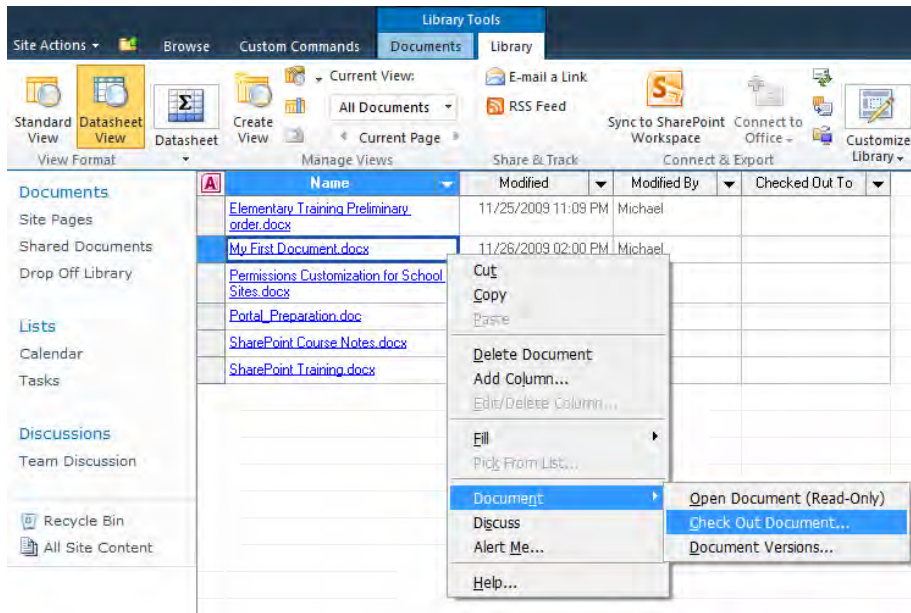 Library Tools
Site Actions Browse Custom Commands Documents Library
Standard View
Datasheet View
Datasheet
View Format
Create View
Current View:
All Documents
Current Page
Manage Views
E-mail a Link
RSS Feed
Share & Track
Sync to SharePoint Workspace
Connect to Office
Connect & Export
Customize Library
Documents
Site Pages
Shared Documents
Drop Off Library
Lists
Calendar
Tasks
Discussions
Team Discussion
Recycle Bin
All Site Content
A Name Modified Modified By Checked Out To
Elementary Training Preliminary order.docx 11/25/2009 11:09 PM Michael
My First Document.docx 11/26/2009 02:00 PM Michael
Permissions Customization for School Sites.docx
Portal_Preparation.doc
SharePoint Course Notes.docx
SharePoint Training.docx
Cut
Copy
Paste
Delete Document
Add Column...
Edit/Delete Column...
Fill
Pick From List...
Document
Discuss
Alert Me...
Help...
Open Document (Read-Only)
Check Out Document...
Document Versions...